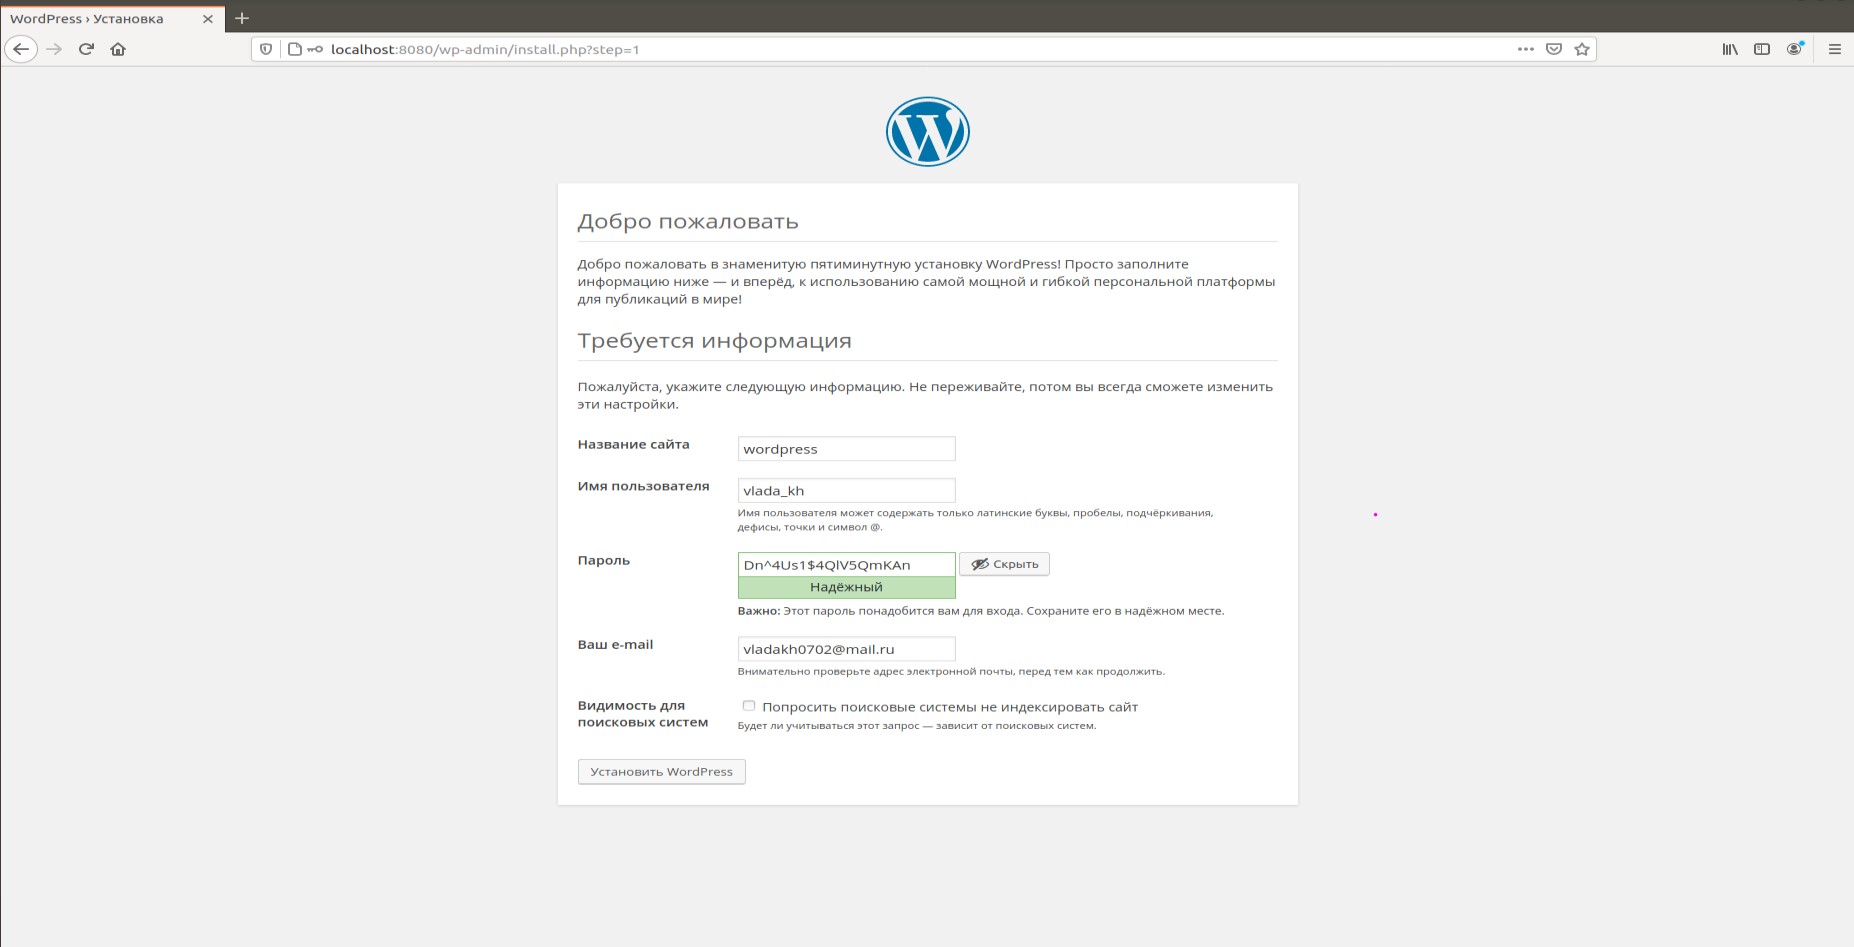 WordPress › Установка
localhost:8080/wp-admin/install.php?step=1
Добро пожаловать
Добро пожаловать в знаменитую пятиминутную установку WordPress! Просто заполните
информацию ниже — и вперёд, к использованию самой мощной и гибкой персональной платформы
для публикаций в мире!
Требуется информация
Пожалуйста, укажите следующую информацию. Не переживайте, потом вы всегда сможете изменить
эти настройки.
Название сайта
wordpress
Имя пользователя
vlada_kh
Имя пользователя может содержать только латинские буквы, пробелы, подчёркивания,
дефисы, точки и символ @.
Пароль
Dn^4Us1$4QlV5QmKAn
Скрыть
Надёжный
Важно: Этот пароль понадобится вам для входа. Сохраните его в надёжном месте.
Ваш e-mail
vladakh0702@mail.ru
Внимательно проверьте адрес электронной почты, перед тем как продолжить.
Видимость для
поисковых систем
Попросить поисковые системы не индексировать сайт
Будет ли учитываться этот запрос — зависит от поисковых систем.
Установить WordPress